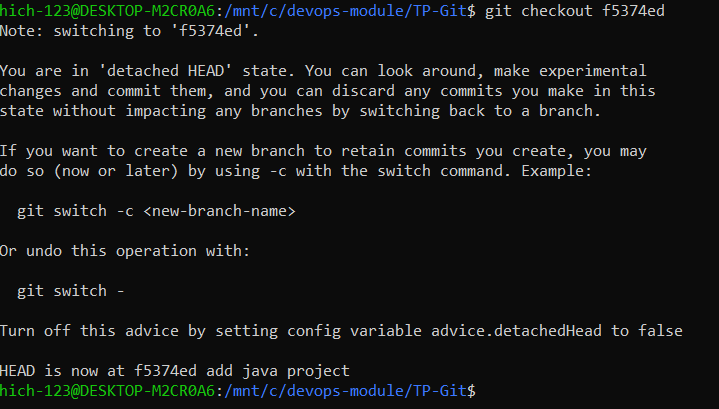 hich-123@DESKTOP-M2CR0A6:/mnt/c/devops-module/TP-Git$ git checkout f5374ed
Note: switching to 'f5374ed'.

You are in 'detached HEAD' state. You can look around, make experimental
changes and commit them, and you can discard any commits you make in this
state without impacting any branches by switching back to a branch.

If you want to create a new branch to retain commits you create, you may
do so (now or later) by using -c with the switch command. Example:

  git switch -c <new-branch-name>

Or undo this operation with:

  git switch -

Turn off this advice by setting config variable advice.detachedHead to false

HEAD is now at f5374ed add java project
hich-123@DESKTOP-M2CR0A6:/mnt/c/devops-module/TP-Git$